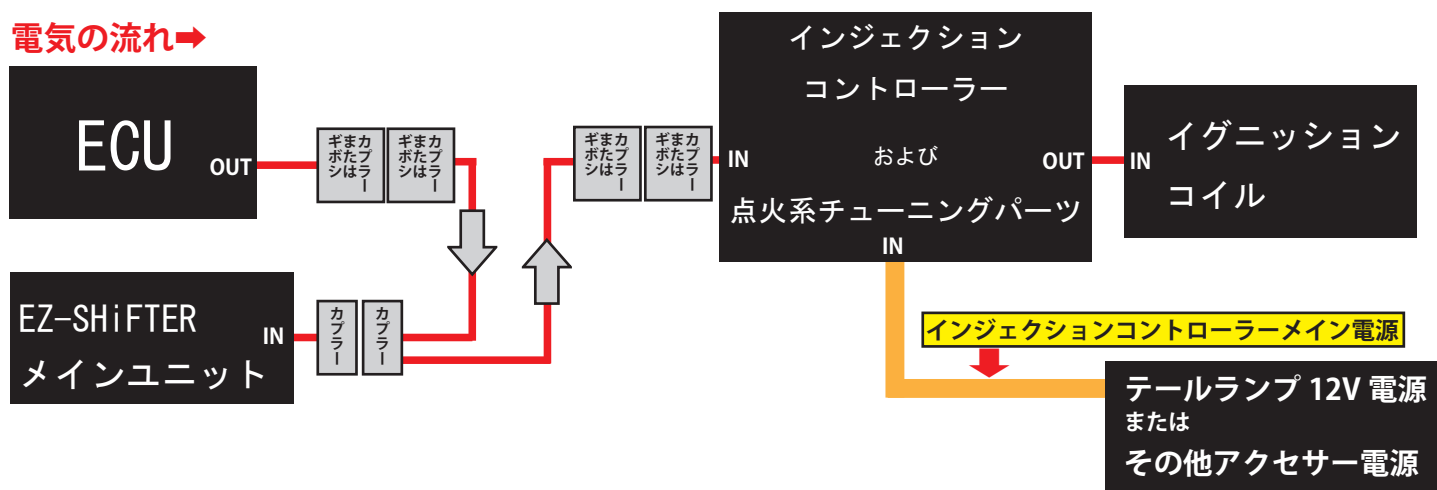 電気の流れ➡
ECU
OUT
カプラー
または
ギボシ
カプラー
または
ギボシ
EZ-SHiFTER
メインユニット
IN
カプラー
カプラー
カプラー
または
ギボシ
カプラー
または
ギボシ
インジェクション
コントローラー
および
点火系チューニングパーツ
IN
OUT
IN
IN
イグニッション
コイル
インジェクションコントローラーメイン電源
テールランプ 12V 電源
または
その他アクセサー電源